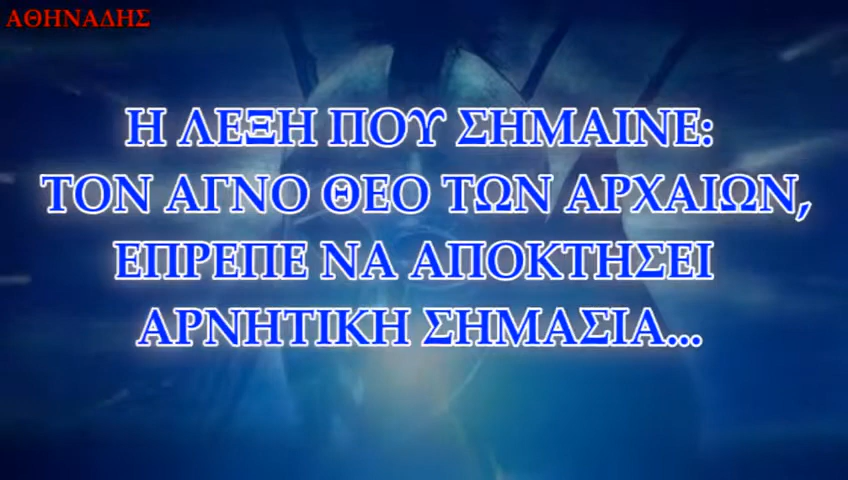 ΑΘΗΝΑΔΗΣ
Η ΛΕΞΗ ΠΟΥ ΣΗΜΑΙΝΕ:
ΤΟΝ ΑΓΝΟ ΘΕΟ ΤΩΝ ΑΡΧΑΙΩΝ,
ΕΠΡΕΠΕ ΝΑ ΑΠΟΚΤΗΣΕΙ
ΑΡΝΗΤΙΚΗ ΣΗΜΑΣΙΑ...